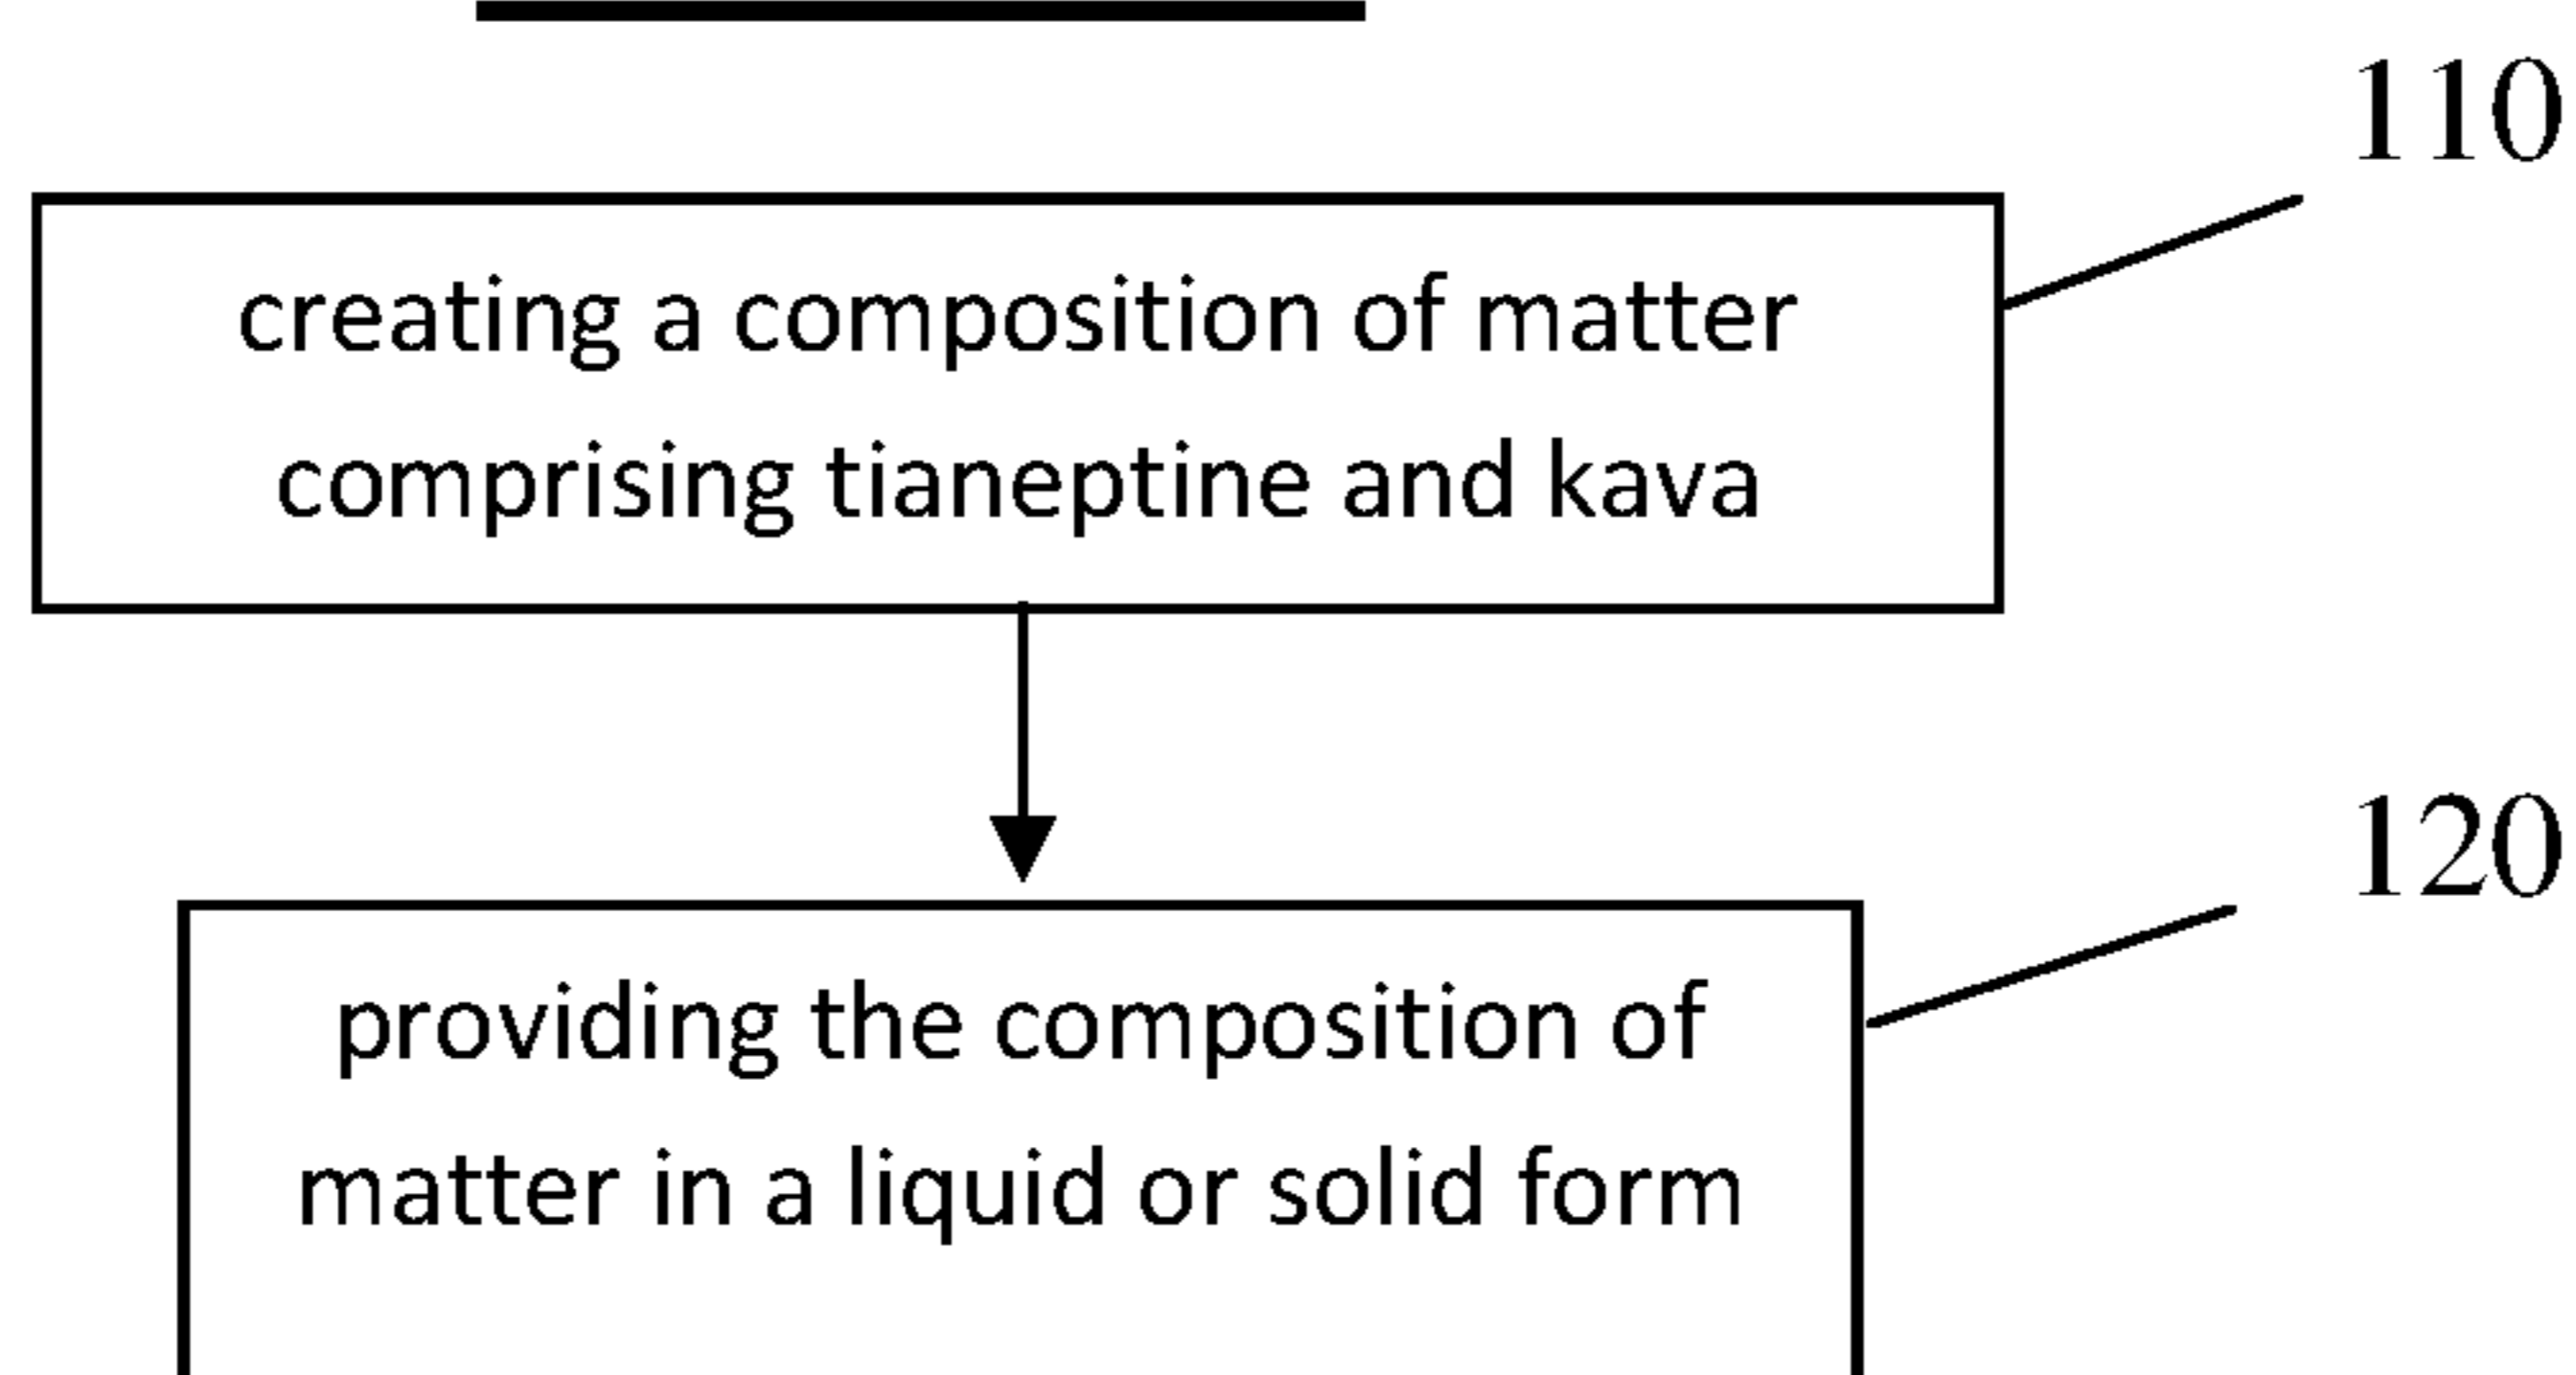 110
creating a composition of matter
comprising tianeptine and kava
120
providing the composition of
matter in a liquid or solid form